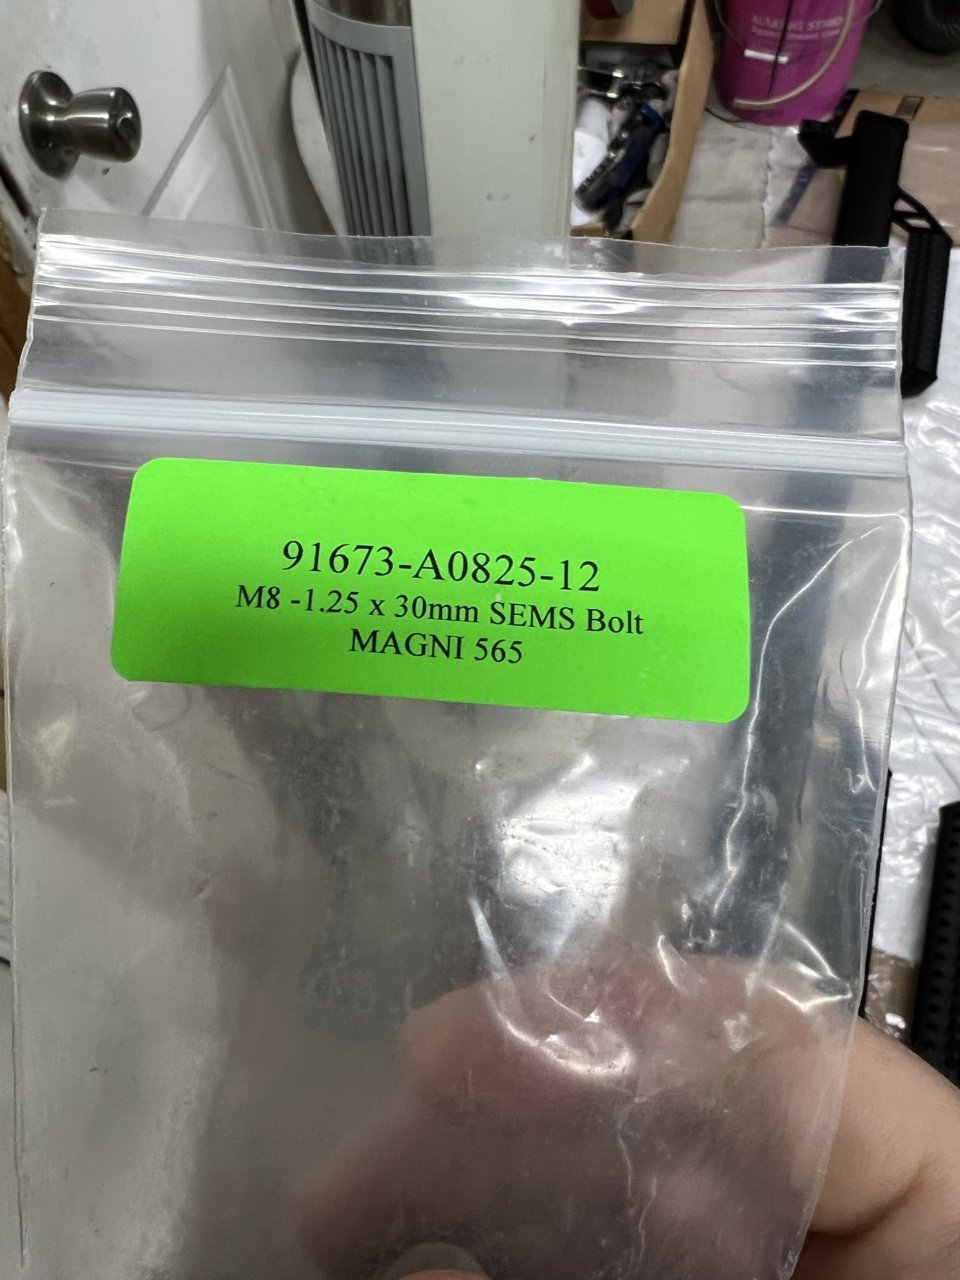 91673-A0825-12
M8 -1.25 x 30mm SEMS Bolt
MAGNI 565